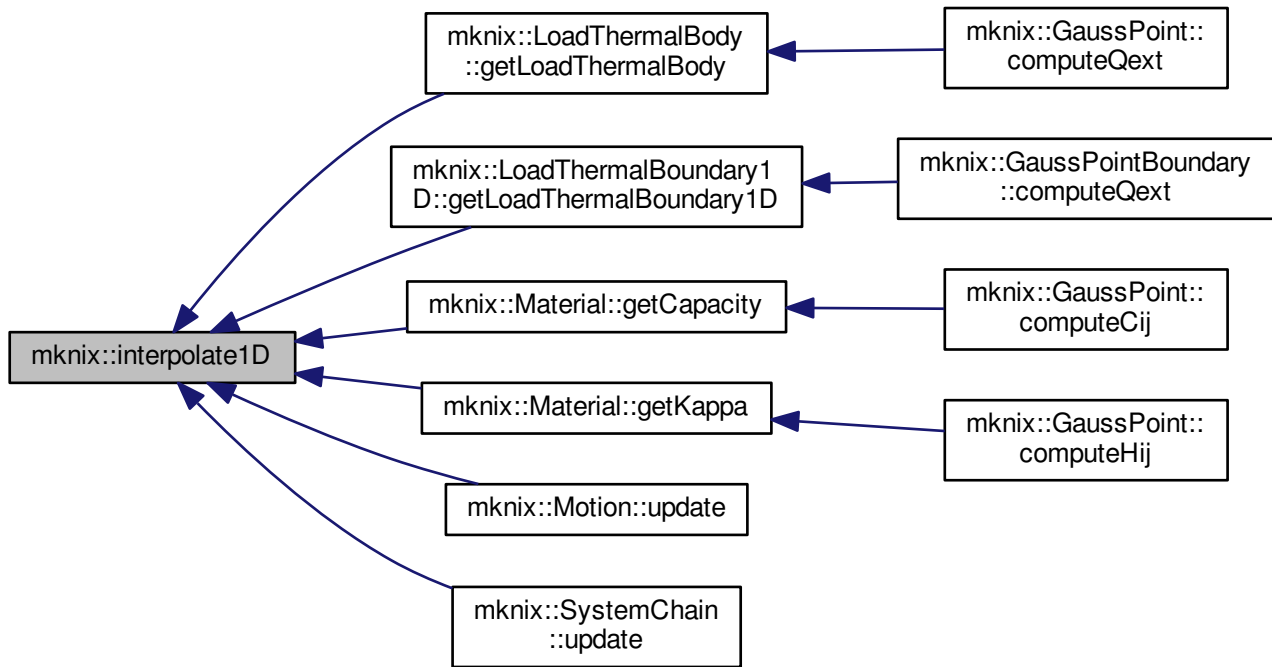 mknix::LoadThermalBody
::getLoadThermalBody
mknix::GaussPoint::
computeQext
mknix::LoadThermalBoundary1
D::getLoadThermalBoundary1D
mknix::GaussPointBoundary
::computeQext
mknix::Material::getCapacity
mknix::GaussPoint::
computeCij
mknix::interpolate1D
mknix::Material::getKappa
mknix::GaussPoint::
computeHij
mknix::Motion::update
mknix::SystemChain
::update